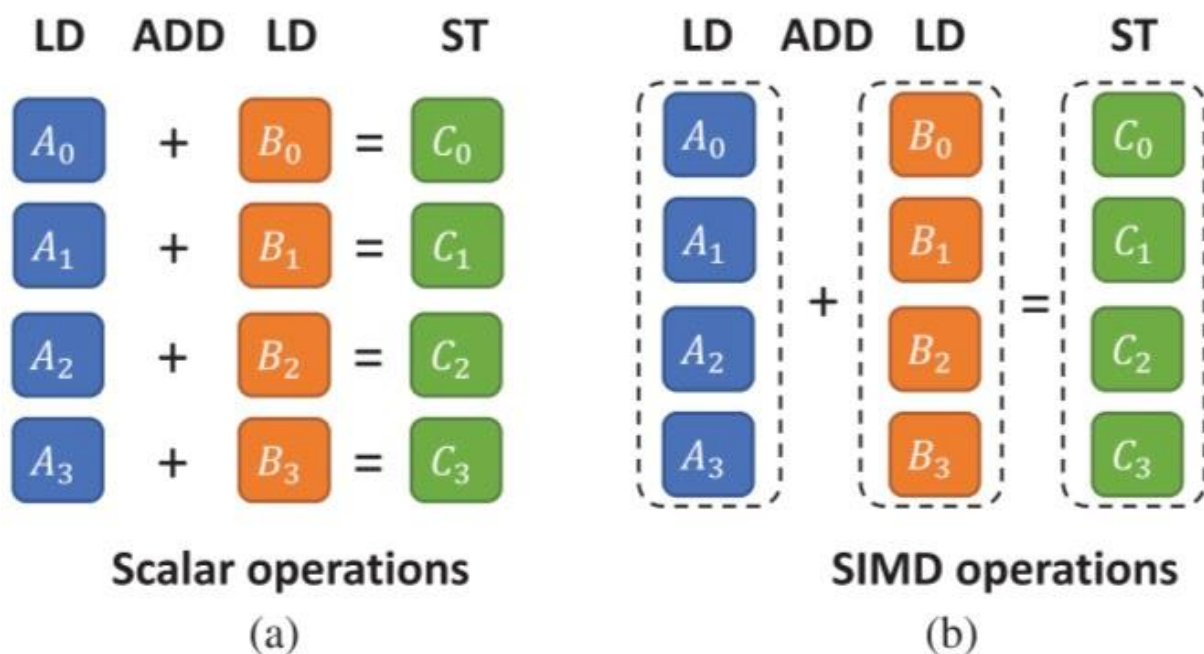 LD ADD LD ST LD ADD LD ST
A₀ + B₀ = C₀ A₀ B₀ C₀
A₁ + B₁ = C₁ A₁ B₁ C₁
+ =
A₂ + B₂ = C₂ A₂ B₂ C₂
A₃ + B₃ = C₃ A₃ B₃ C₃
Scalar operations SIMD operations
(a) (b)